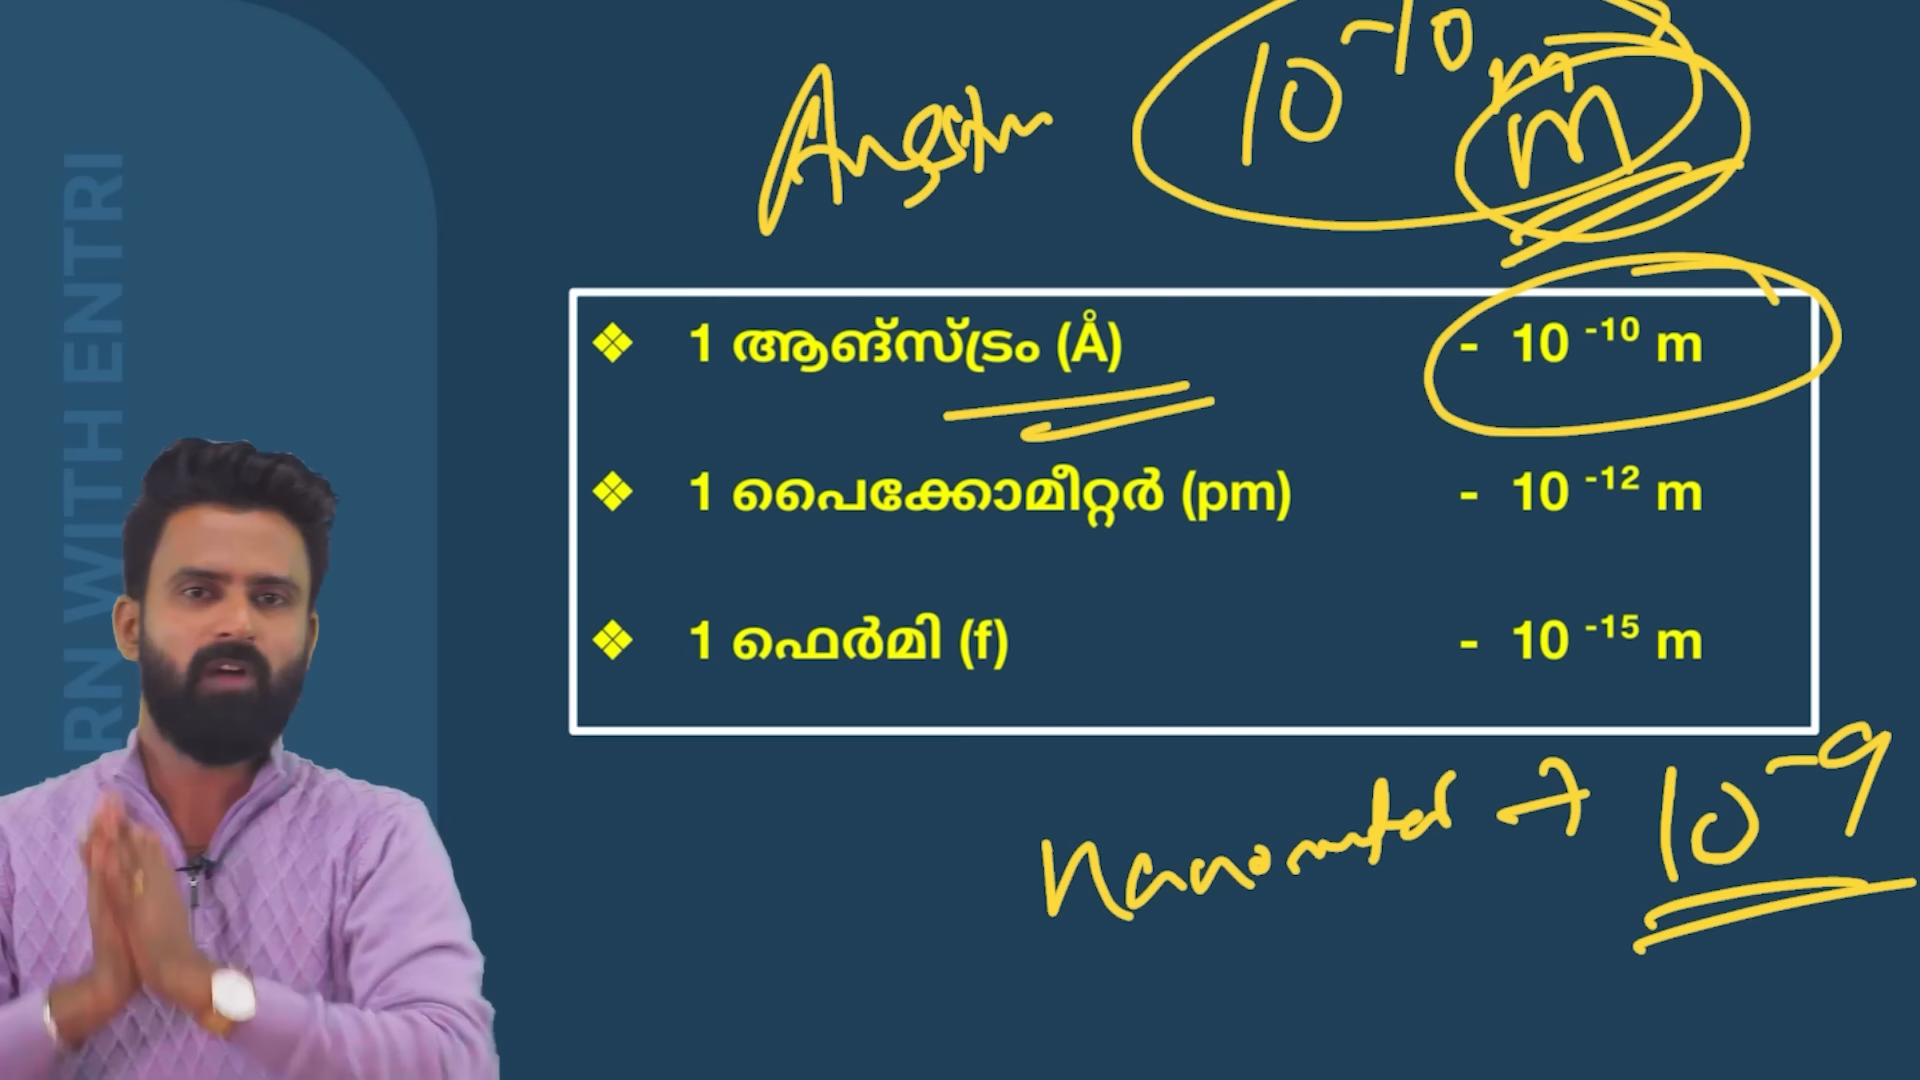 10⁻¹⁰ m
m
❖ 1 ആങ്സ്ട്രം (Å) - 10 ⁻¹⁰ m
❖ 1 പൈക്കോമീറ്റർ (pm) - 10 ⁻¹² m
❖ 1 ഫെർമി (f) - 10 ⁻¹⁵ m
Nanometer → 10⁻⁹
RN WITH ENTRI